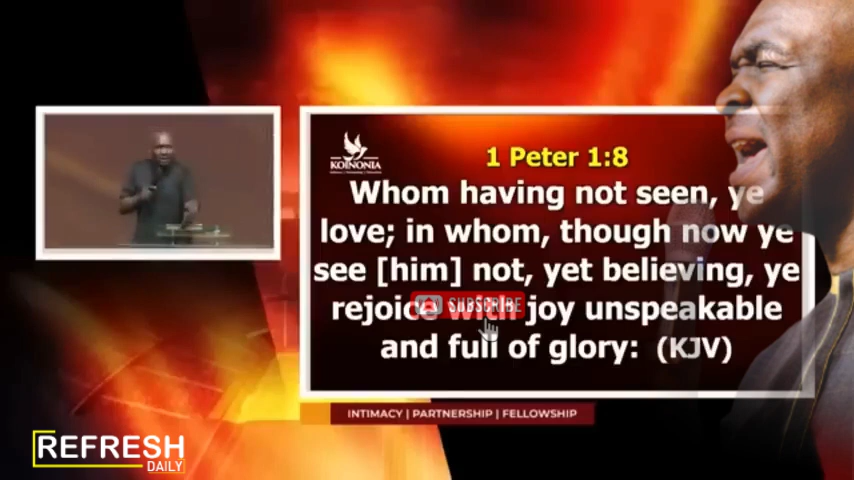 KOINONIA
1 Peter 1:8
Whom having not seen, ye
love; in whom, though now ye
see [him] not, yet believing, ye
rejoice with joy unspeakable
and full of glory: (KJV)
SUBSCRIBE
INTIMACY | PARTNERSHIP | FELLOWSHIP
REFRESH
DAILY